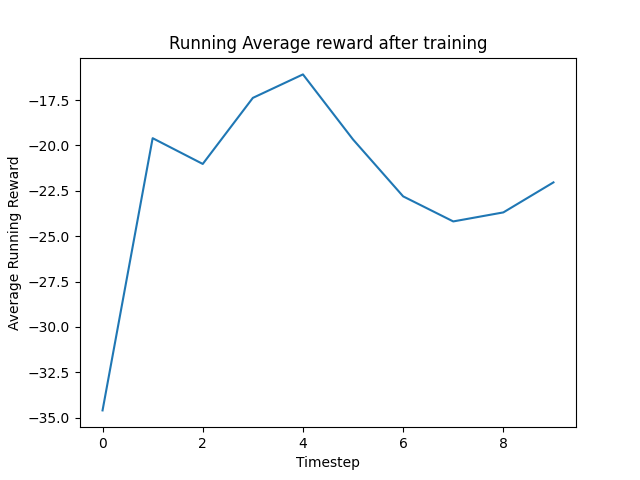 Running Average reward after training
Average Running Reward
−17.5
−20.0
−22.5
−25.0
−27.5
−30.0
−32.5
−35.0
0 2 4 6 8
Timestep